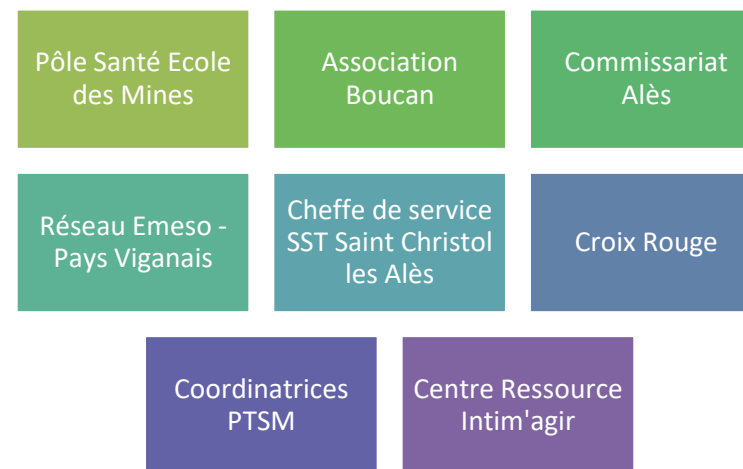 Pôle Santé Ecole
des Mines
Association
Boucan
Commissariat
Alès
Réseau Emeso -
Pays Viganais
Cheffe de service
SST Saint Christol
les Alès
Croix Rouge
Coordinatrices
PTSM
Centre Ressource
Intim'agir